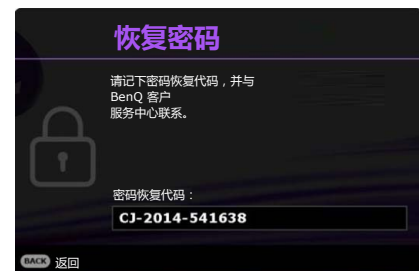 恢复密码
请记下密码恢复代码，并与
BenQ 客户
服务中心联系。
密码恢复代码：
CJ-2014-541638
BACK 返回